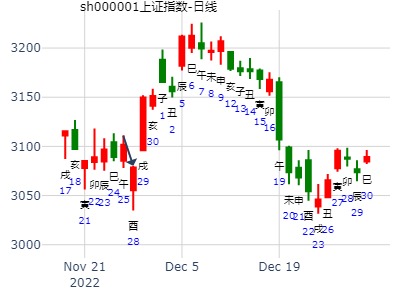 sh000001上证指数-日线
3200
3150
3100
3050
3000
戌 17
亥 18
寅 21
卯 22
辰 23
巳 24
午 25
酉 28
戌 29
亥 30
子 1
丑 2
辰 5
巳 6
午 7
未 8
申 9
亥 12
子 13
丑 14
寅 15
卯 16
午 19
未 20
申 21
酉 22
戌 23
丑 26
寅 27
卯 28
辰 29
巳 30
Nov 21
2022
Dec 5
Dec 19